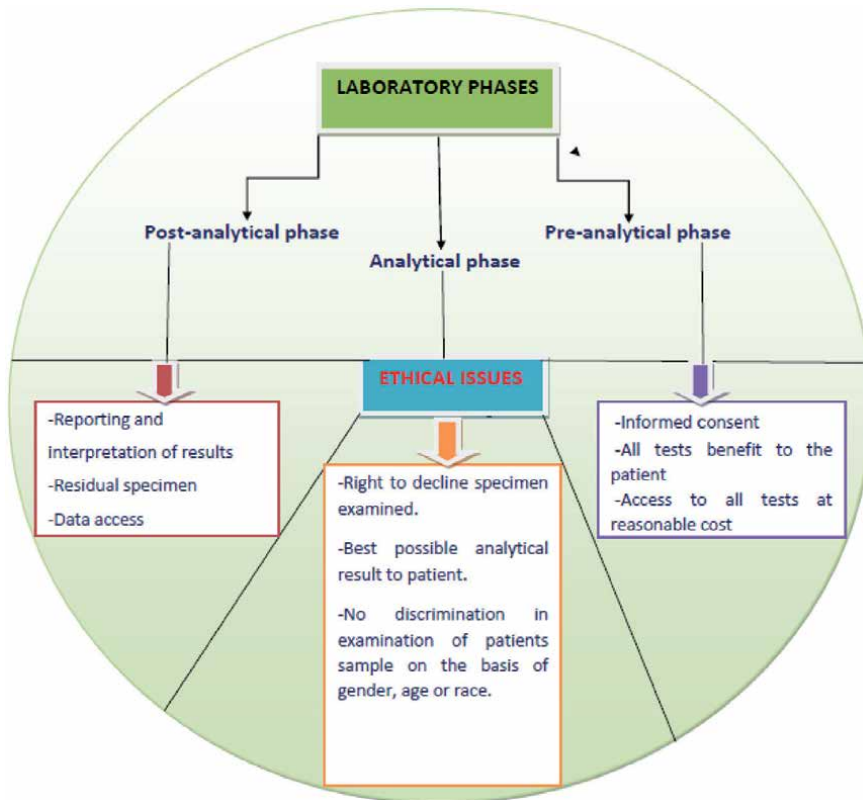 LABORATORY PHASES
Post-analytical phase
Analytical phase
Pre-analytical phase
ETHICAL ISSUES
-Reporting and
interpretation of results
-Residual specimen
-Data access
-Right to decline specimen
examined.
-Best possible analytical
result to patient.
-No discrimination in
examination of patients
sample on the basis of
gender, age or race.
-Informed consent
-All tests benefit to the
patient
-Access to all tests at
reasonable cost